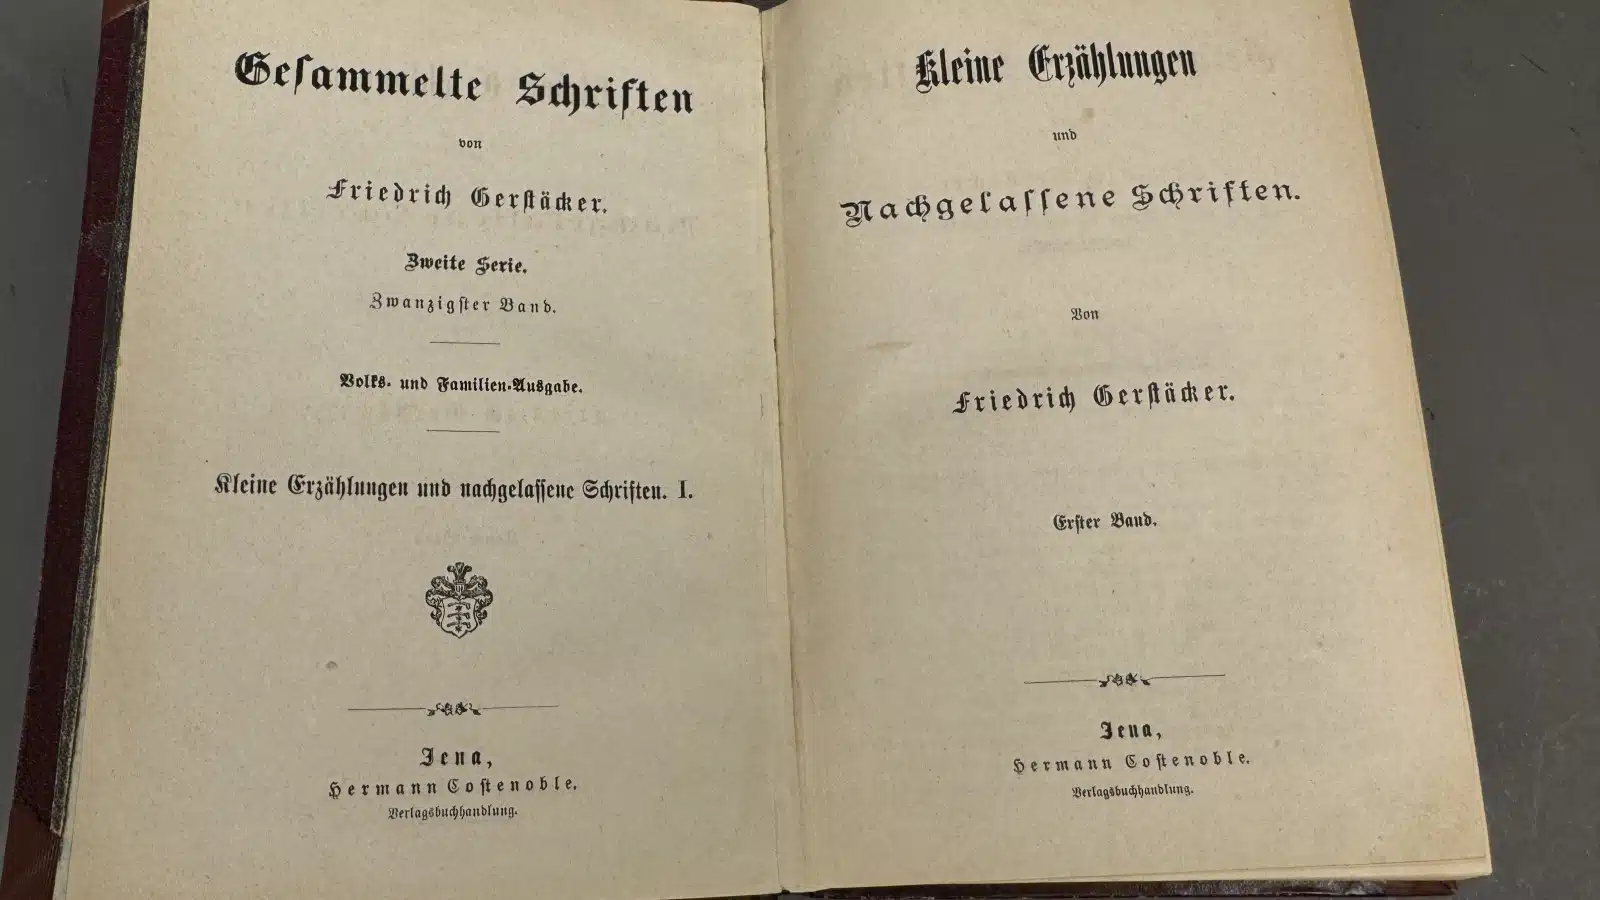 Gesammelte Schriften
von
Friedrich Gerstäcker.
Zweite Serie.
Zwanzigster Band.
Volks- und Familien-Ausgabe.
Kleine Erzählungen und nachgelassene Schriften. I.
Jena,
Hermann Costenoble.
Verlagsbuchhandlung.
Kleine Erzählungen
und
Nachgelassene Schriften.
Von
Friedrich Gerstäcker.
Erster Band.
Jena,
Hermann Costenoble.
Verlagsbuchhandlung.